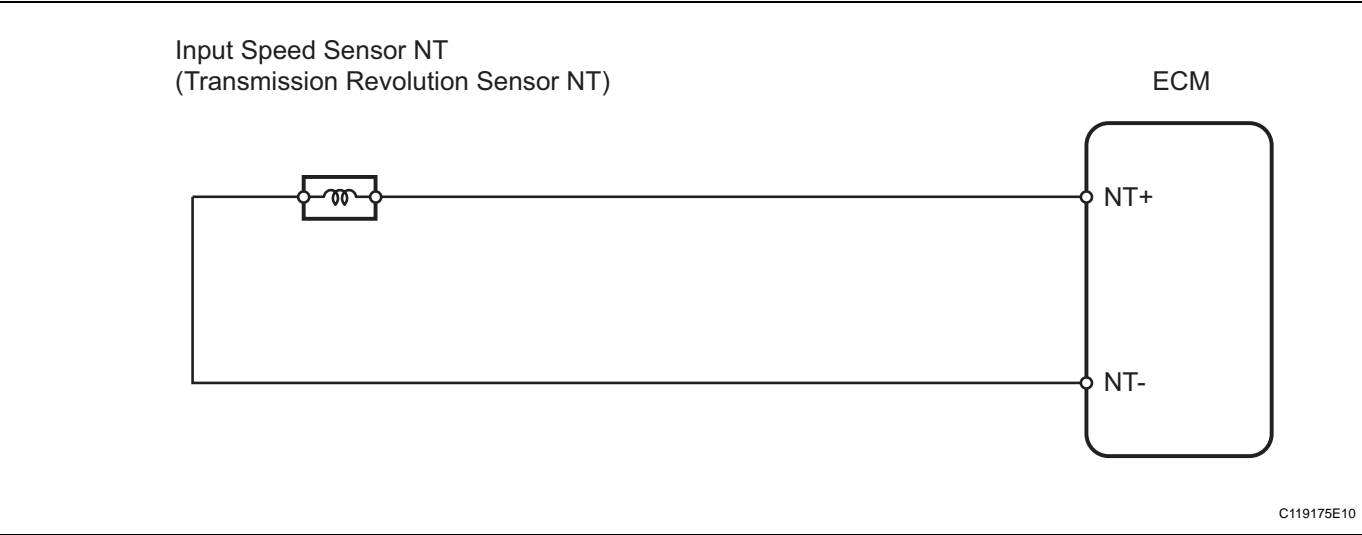 Input Speed Sensor NT
(Transmission Revolution Sensor NT)
ECM
NT+
NT-
C119175E10